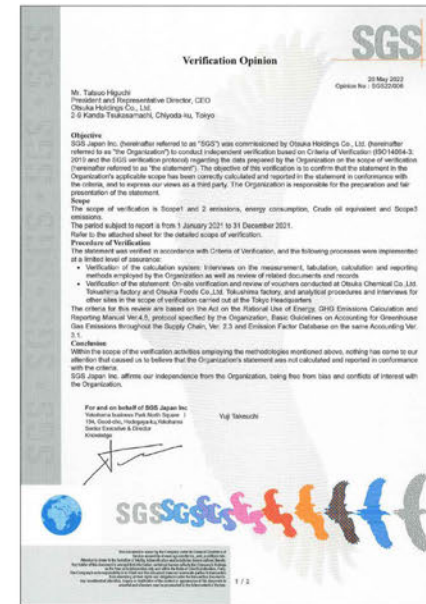 SGS
Verification Opinion
20 May 2022
Opinion No : SGS22/006
Mr. Tatsuo Higuchi
President and Representative Director, CEO
Otsuka Holdings Co., Ltd.
2-9 Kanda-Tsukasamachi, Chiyoda-ku, Tokyo
Objective
SGS Japan Inc. (hereinafter referred to as "SGS") was commissioned by Otsuka Holdings Co., Ltd. (hereinafter
referred to as "the Organization") to conduct independent verification based on Criteria of Verification (ISO14064-3:
2019 and the SGS verification protocol) regarding the data prepared by the Organization on the scope of verification
(hereinafter referred to as "the statement"). The objective of this verification is to confirm that the statement in the
Organization's applicable scope has been correctly calculated and reported in the statement in conformance with
the criteria, and to express our views as a third party. The Organization is responsible for the preparation and fair
presentation of the statement.
Scope
The scope of verification is Scope1 and 2 emissions, energy consumption, Crude oil equivalent and Scope3
emissions.
The period subject to report is from 1 January 2021 to 31 December 2021.
Refer to the attached sheet for the detailed scope of verification.
Procedure of Verification
The statement was verified in accordance with Criteria of Verification, and the following processes were implemented
at a limited level of assurance:
• Verification of the calculation system: Interviews on the measurement, tabulation, calculation and reporting
methods employed by the Organization as well as review of related documents and records
• Verification of the statement: On-site verification and review of vouchers conducted at Otsuka Chemical Co.,Ltd.
Tokushima factory and Otsuka Foods Co.,Ltd. Tokushima factory, and analytical procedures and interviews for
other sites in the scope of verification carried out at the Tokyo Headquarters
The criteria for this review are based on the Act on the Rational Use of Energy, GHG Emissions Calculation and
Reporting Manual Ver.4.8, protocol specified by the Organization, Basic Guidelines on Accounting for Greenhouse
Gas Emissions throughout the Supply Chain, Ver. 2.3 and Emission Factor Database on the same Accounting Ver.
3.1.
Conclusion
Within the scope of the verification activities employing the methodologies mentioned above, nothing has come to our
attention that caused us to believe that the Organization's statement was not calculated and reported in conformance
with the criteria.
SGS Japan Inc. affirms our independence from the Organization, being free from bias and conflicts of interest with
the Organization.
For and on behalf of SGS Japan Inc
Yokohama Business Park North Square I
134, Godo-cho, Hodogaya-ku, Yokohama
Senior Executive & Director
Knowledge
Yuji Takeuchi
SGS SGS SGS
1 / 2